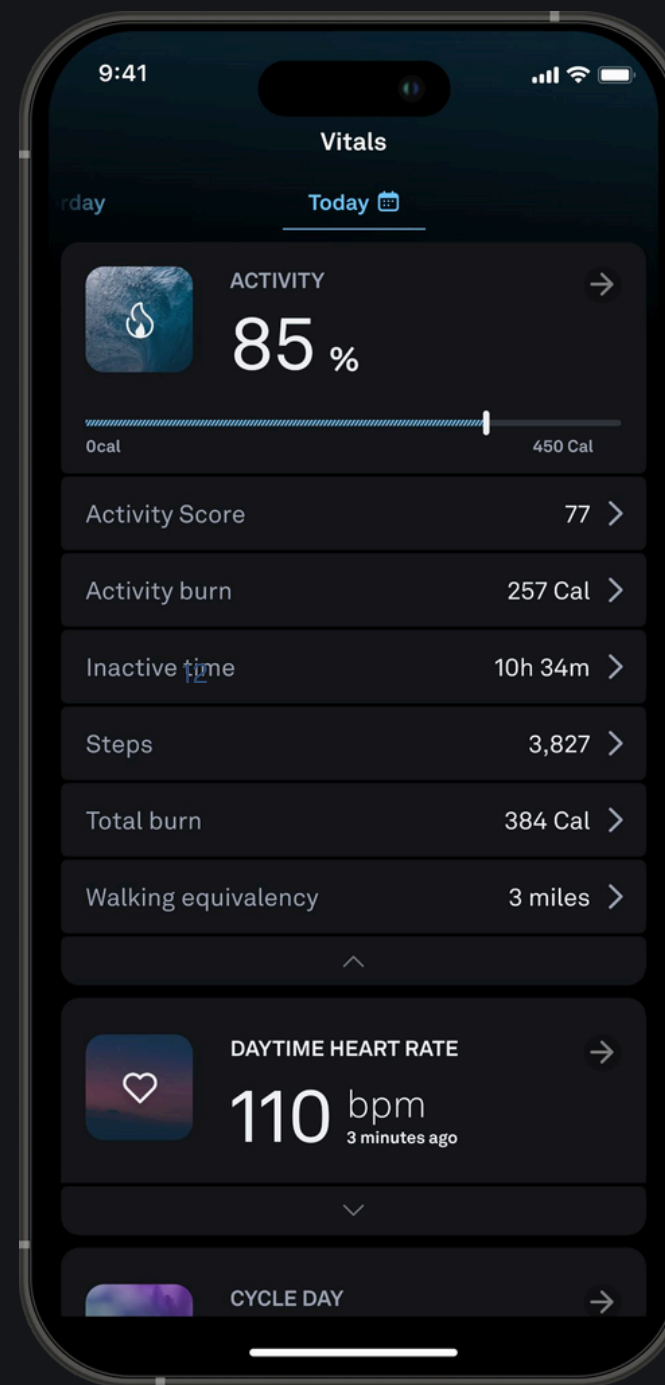 9:41
Vitals
rday Today
ACTIVITY
85 %
0cal 450 Cal
Activity Score 77
Activity burn 257 Cal
Inactive time 10h 34m
12
Steps 3,827
Total burn 384 Cal
Walking equivalency 3 miles
DAYTIME HEART RATE
110 bpm
3 minutes ago
CYCLE DAY